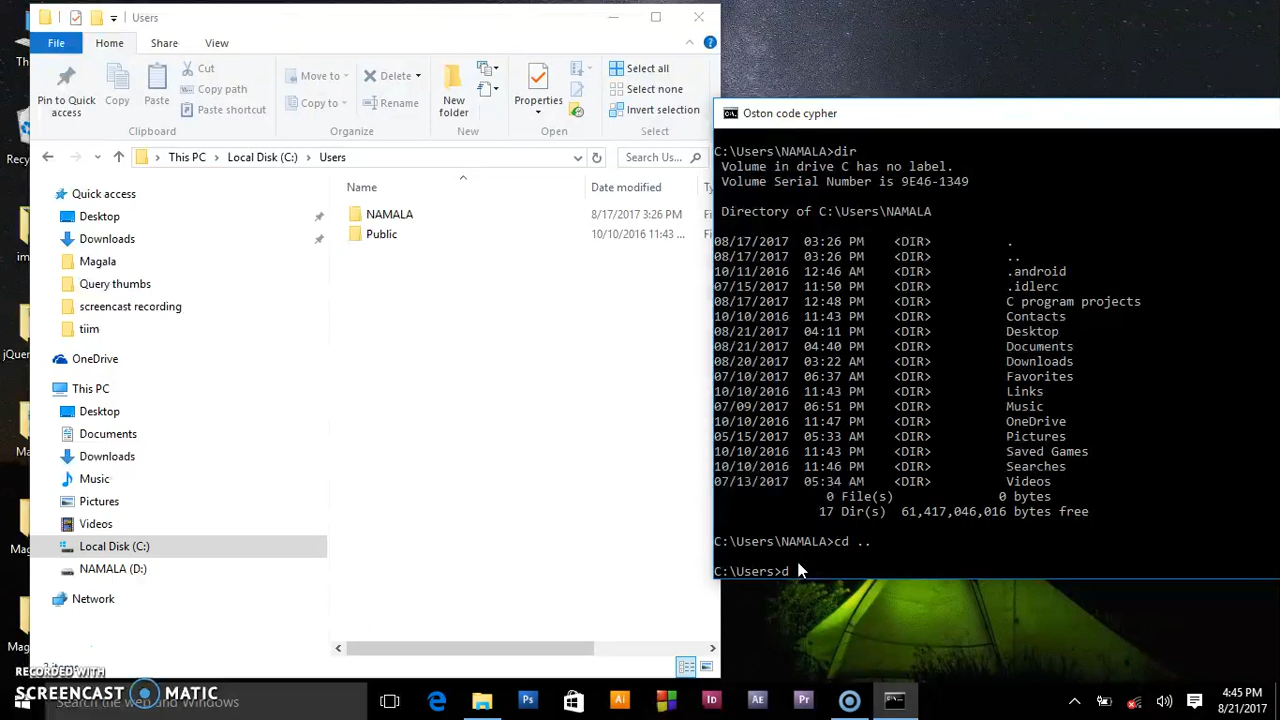 Users
File
Home
Share
View
Pin to Quick access
Copy
Paste
Cut
Copy path
Paste shortcut
Clipboard
Move to
Copy to
Delete
Rename
Organize
New folder
New
Properties
Open
Select all
Select none
Invert selection
Select
This PC
Local Disk (C:)
Users
Search Us...
Quick access
Desktop
Downloads
Magala
Query thumbs
screencast recording
tiim
OneDrive
This PC
Desktop
Documents
Downloads
Music
Pictures
Videos
Local Disk (C:)
NAMALA (D:)
Network
Name Date modified
NAMALA 8/17/2017 3:26 PM
Public 10/10/2016 11:43 ...
Oston code cypher
C:\Users\NAMALA>dir
Volume in drive C has no label.
Volume Serial Number is 9E46-1349
Directory of C:\Users\NAMALA
08/17/2017 03:26 PM <DIR> .
08/17/2017 03:26 PM <DIR> ..
10/11/2016 12:46 AM <DIR> .android
07/15/2017 11:50 PM <DIR> .idlerc
08/17/2017 12:48 PM <DIR> C program projects
10/10/2016 11:43 PM <DIR> Contacts
08/21/2017 04:11 PM <DIR> Desktop
08/21/2017 04:40 PM <DIR> Documents
08/20/2017 03:22 AM <DIR> Downloads
07/10/2017 06:37 AM <DIR> Favorites
10/10/2016 11:43 PM <DIR> Links
07/09/2017 06:51 PM <DIR> Music
10/10/2016 11:47 PM <DIR> OneDrive
05/15/2017 05:33 AM <DIR> Pictures
10/10/2016 11:43 PM <DIR> Saved Games
10/10/2016 11:46 PM <DIR> Searches
07/13/2017 05:34 AM <DIR> Videos
0 File(s) 0 bytes
17 Dir(s) 61,417,046,016 bytes free
C:\Users\NAMALA>cd ..
C:\Users>d
RECORDED WITH
SCREENCAST MATIC
Search the web and Windows
Ps
Ai
Id
AE
Pr
4:45 PM
8/21/2017